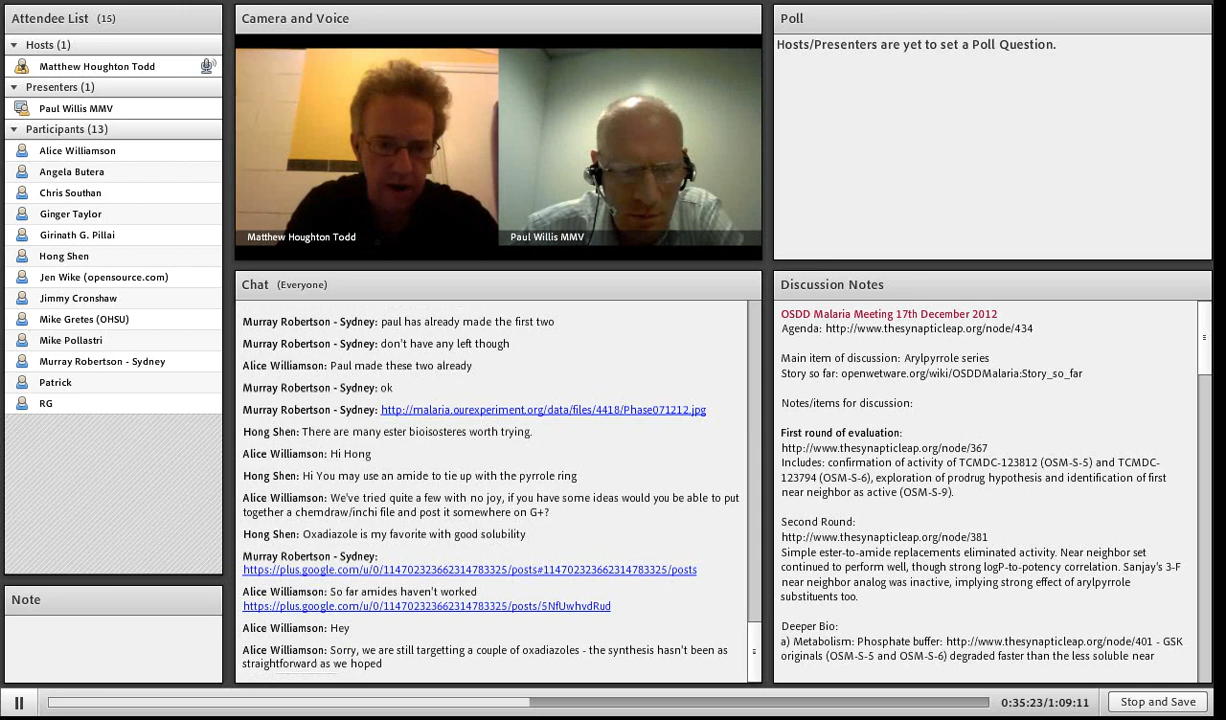 Attendee List (15)
Hosts (1)
Matthew Houghton Todd
Presenters (1)
Paul Willis MMV
Participants (13)
Alice Williamson
Angela Butera
Chris Southan
Ginger Taylor
Girinath G. Pillai
Hong Shen
Jen Wike (opensource.com)
Jimmy Cronshaw
Mike Gretes (OHSU)
Mike Pollastri
Murray Robertson - Sydney
Patrick
RG
Note
Camera and Voice
Matthew Houghton Todd
Paul Willis MMV
Chat (Everyone)
Murray Robertson - Sydney: paul has already made the first two
Murray Robertson - Sydney: don't have any left though
Alice Williamson: Paul made these two already
Murray Robertson - Sydney: ok
Murray Robertson - Sydney: http://malaria.ourexperiment.org/data/files/4418/Phase071212.jpg
Hong Shen: There are many ester bioisosteres worth trying.
Alice Williamson: Hi Hong
Hong Shen: Hi You may use an amide to tie up with the pyrrole ring
Alice Williamson: We've tried quite a few with no joy, if you have some ideas would you be able to put
together a chemdraw/inchi file and post it somewhere on G+?
Hong Shen: Oxadiazole is my favorite with good solubility
Murray Robertson - Sydney:
https://plus.google.com/u/0/114702323662314783325/posts#114702323662314783325/posts
Alice Williamson: So far amides haven't worked
https://plus.google.com/u/0/114702323662314783325/posts/5NfUwhvdRud
Alice Williamson: Hey
Alice Williamson: Sorry, we are still targetting a couple of oxadiazoles - the synthesis hasn't been as
straightforward as we hoped
Poll
Hosts/Presenters are yet to set a Poll Question.
Discussion Notes
OSDD Malaria Meeting 17th December 2012
Agenda: http://www.thesynapticleap.org/node/434
Main item of discussion: Arylpyrrole series
Story so far: openwetware.org/wiki/OSDDMalaria:Story_so_far
Notes/items for discussion:
First round of evaluation:
http://www.thesynapticleap.org/node/367
Includes: confirmation of activity of TCMDC-123812 (OSM-S-5) and TCMDC-
123794 (OSM-S-6), exploration of prodrug hypothesis and identification of first
near neighbor as active (OSM-S-9).
Second Round:
http://www.thesynapticleap.org/node/381
Simple ester-to-amide replacements eliminated activity. Near neighbor set
continued to perform well, though strong logP-to-potency correlation. Sanjay's 3-F
near neighbor analog was inactive, implying strong effect of arylpyrrole
substituents too.
Deeper Bio:
a) Metabolism: Phosphate buffer: http://www.thesynapticleap.org/node/401 - GSK
originals (OSM-S-5 and OSM-S-6) degraded faster than the less soluble near
0:35:23/1:09:11
Stop and Save